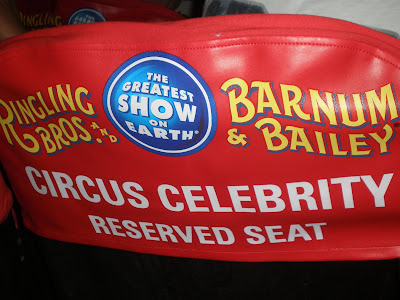 RINGLING
BROS. AND
THE
GREATEST
SHOW
ON
EARTH®
BARNUM
& BAILEY
CIRCUS CELEBRITY
RESERVED SEAT